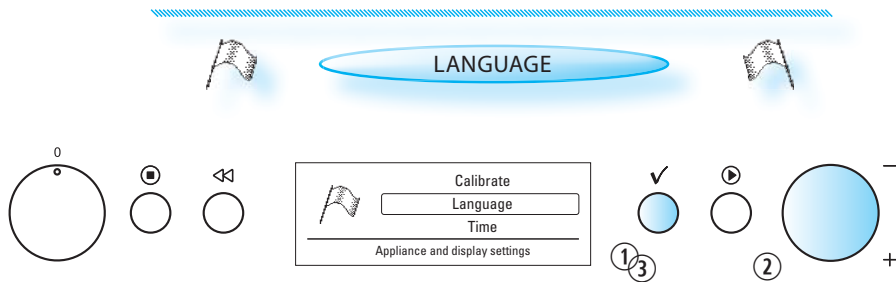 LANGUAGE
0
Calibrate
Language
Time
Appliance and display settings
1
3
2
–
+